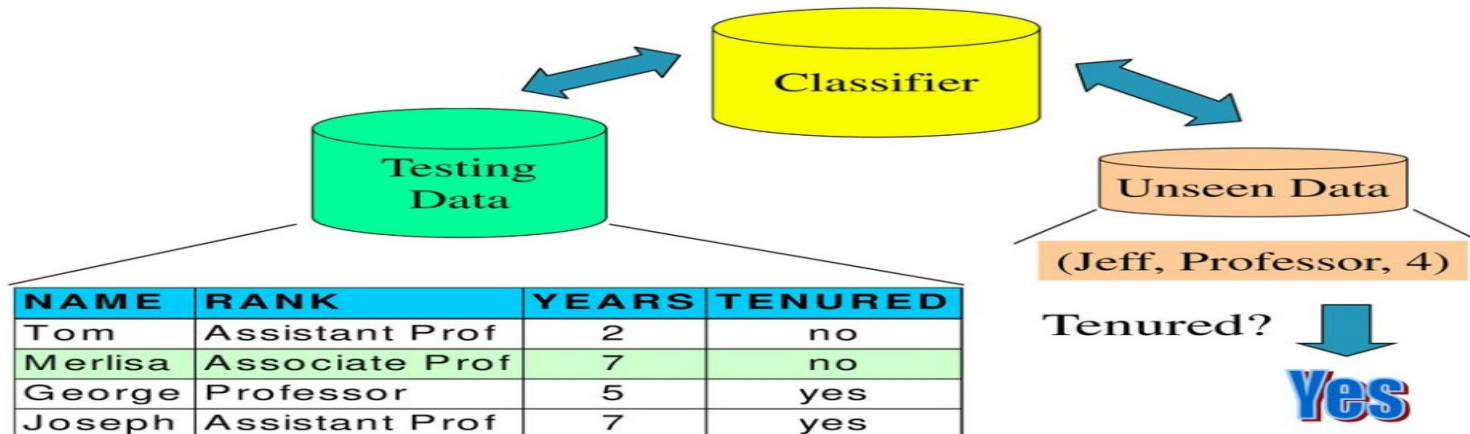 Classifier
Testing
Data
Unseen Data
(Jeff, Professor, 4)
NAME RANK YEARS TENURED
Tom Assistant Prof 2 no
Merlisa Associate Prof 7 no
George Professor 5 yes
Joseph Assistant Prof 7 yes
Tenured?
Yes